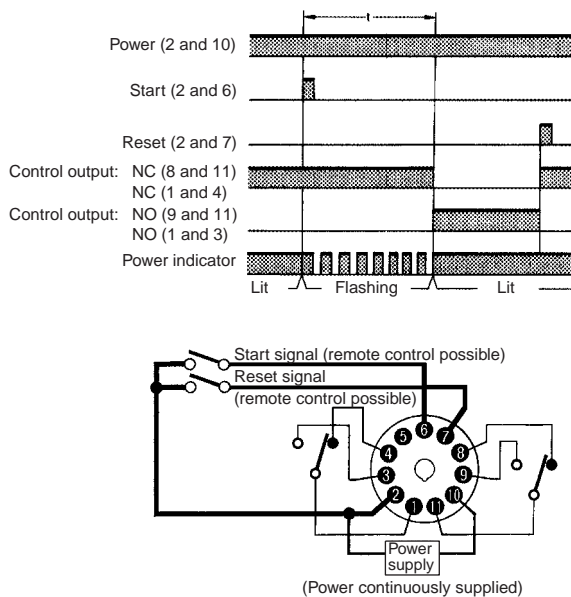 t
Power (2 and 10)
Start (2 and 6)
Reset (2 and 7)
Control output: NC (8 and 11)
NC (1 and 4)
Control output: NO (9 and 11)
NO (1 and 3)
Power indicator
Lit Flashing Lit
Start signal (remote control possible)
Reset signal
(remote control possible)
6
5 7
4 8
3 9
2 10
1 11
Power
supply
(Power continuously supplied)